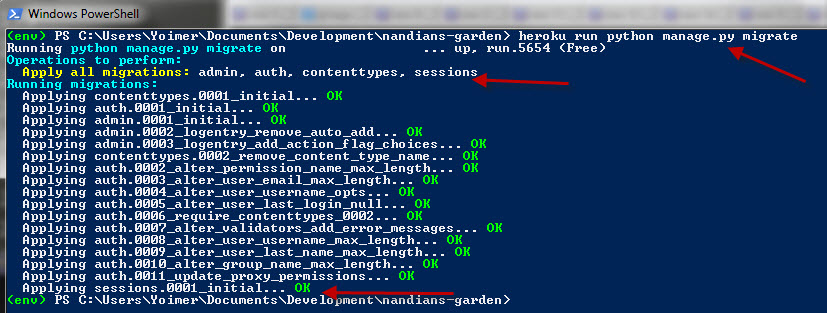 Windows PowerShell
(env) PS C:\Users\Yoimer\Documents\Development\nandians-garden> heroku run python manage.py migrate
Running python manage.py migrate on ... up, run.5654 (Free)
Operations to perform:
Apply all migrations: admin, auth, contenttypes, sessions
Running migrations:
Applying contenttypes.0001_initial... OK
Applying auth.0001_initial... OK
Applying admin.0001_initial... OK
Applying admin.0002_logentry_remove_auto_add... OK
Applying admin.0003_logentry_add_action_flag_choices... OK
Applying contenttypes.0002_remove_content_type_name... OK
Applying auth.0002_alter_permission_name_max_length... OK
Applying auth.0003_alter_user_email_max_length... OK
Applying auth.0004_alter_user_username_opts... OK
Applying auth.0005_alter_user_last_login_null... OK
Applying auth.0006_require_contenttypes_0002... OK
Applying auth.0007_alter_validators_add_error_messages... OK
Applying auth.0008_alter_user_username_max_length... OK
Applying auth.0009_alter_user_last_name_max_length... OK
Applying auth.0010_alter_group_name_max_length... OK
Applying auth.0011_update_proxy_permissions... OK
Applying sessions.0001_initial... OK
(env) PS C:\Users\Yoimer\Documents\Development\nandians-garden>